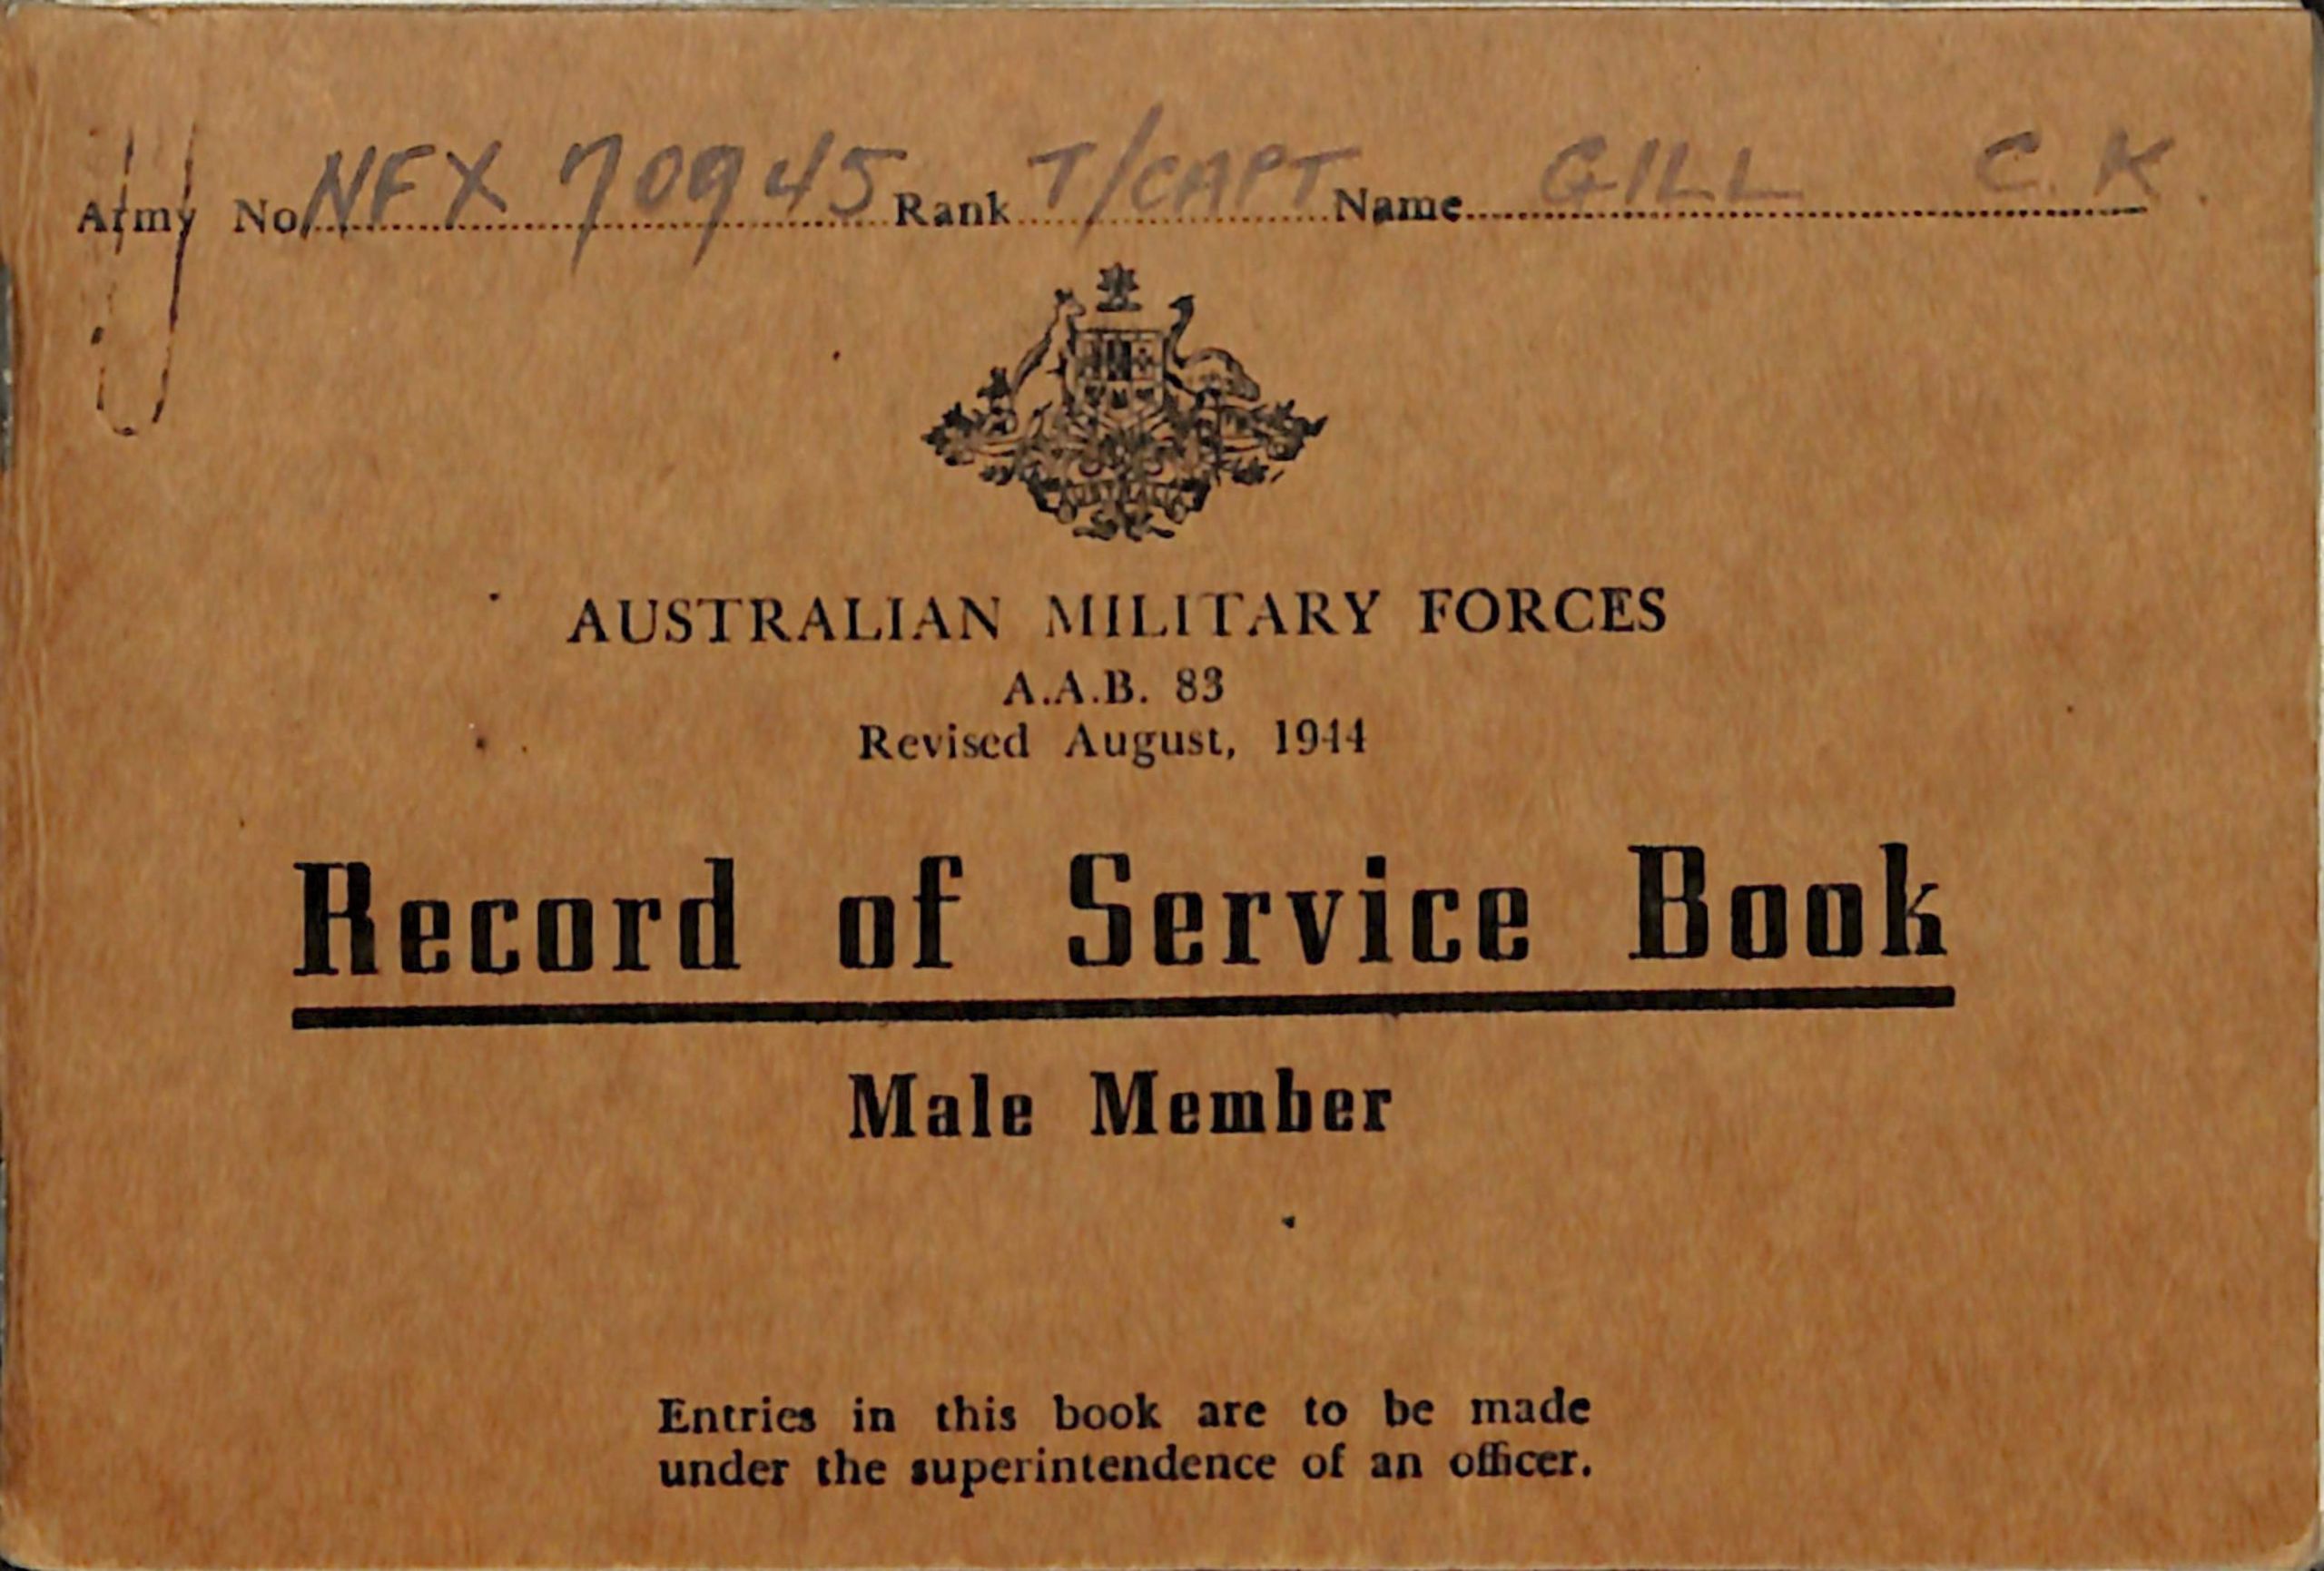 Army No. NFX 70945 Rank T/CAPT Name GILL C. K.
AUSTRALIAN MILITARY FORCES
A.A.B. 83
Revised August, 1944
Record of Service Book
Male Member
Entries in this book are to be made
under the superintendence of an officer.